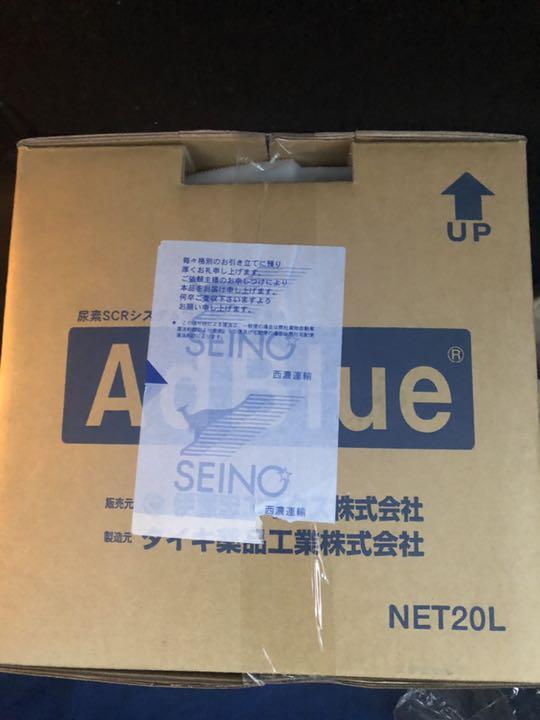 UP
毎々格別のお引き立てに預り
厚くお礼申し上げます。
ご依頼主様のお申しつけにより
本品をお届け申し上げます。
何卒ご査収下さいますよう
お願い申し上げます。
尿素SCRシス
SEINO
西濃運輸
AdBlue®
SEINO
西濃運輸
販売元 株式会社
製造元 ダイキ薬品工業株式会社
NET20L